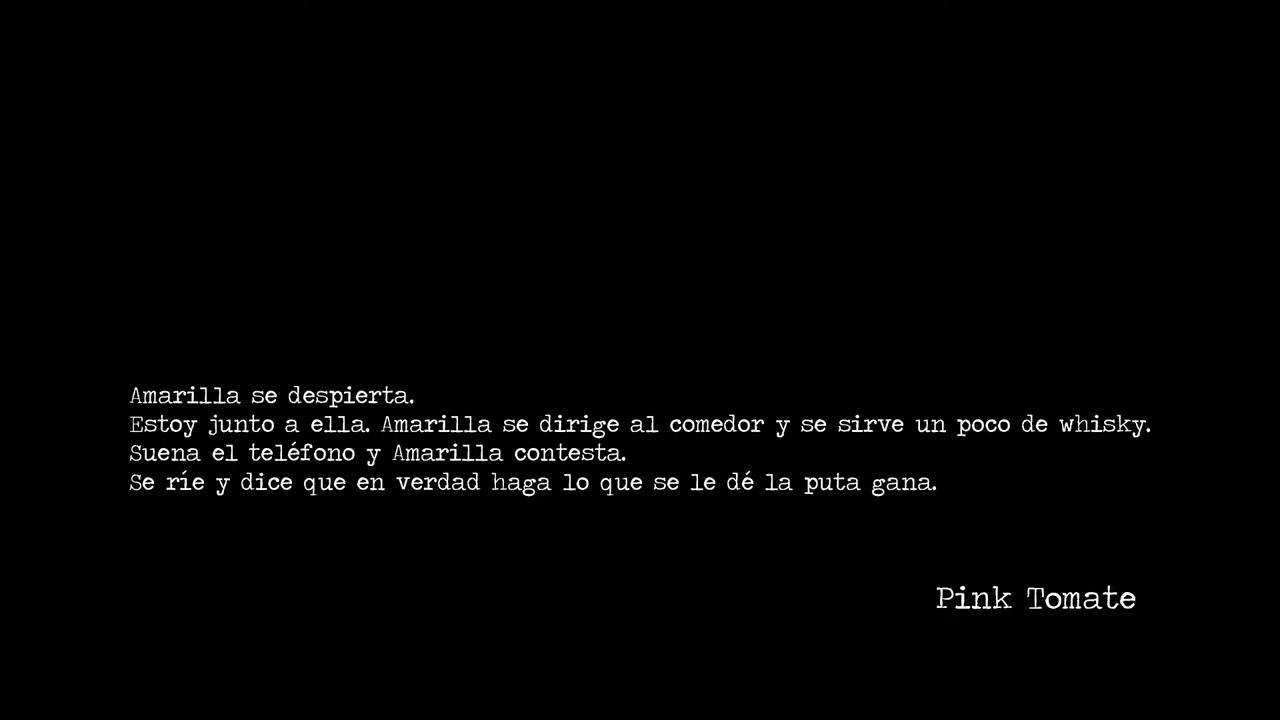 Amarilla se despierta.
Estoy junto a ella. Amarilla se dirige al comedor y se sirve un poco de whisky.
Suena el teléfono y Amarilla contesta.
Se ríe y dice que en verdad haga lo que se le dé la puta gana.
Pink Tomate